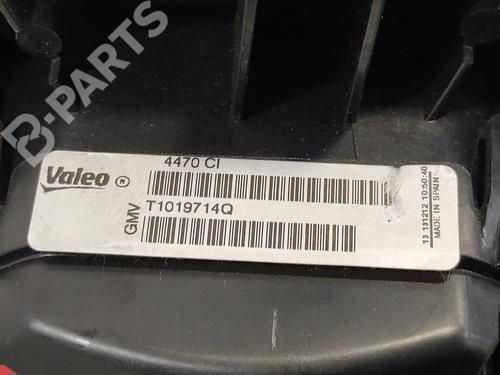 B-PARTS
Valeo ®
4470 CI
GMV T1019714Q
13 131212 10:50:40
MADE IN SPAIN